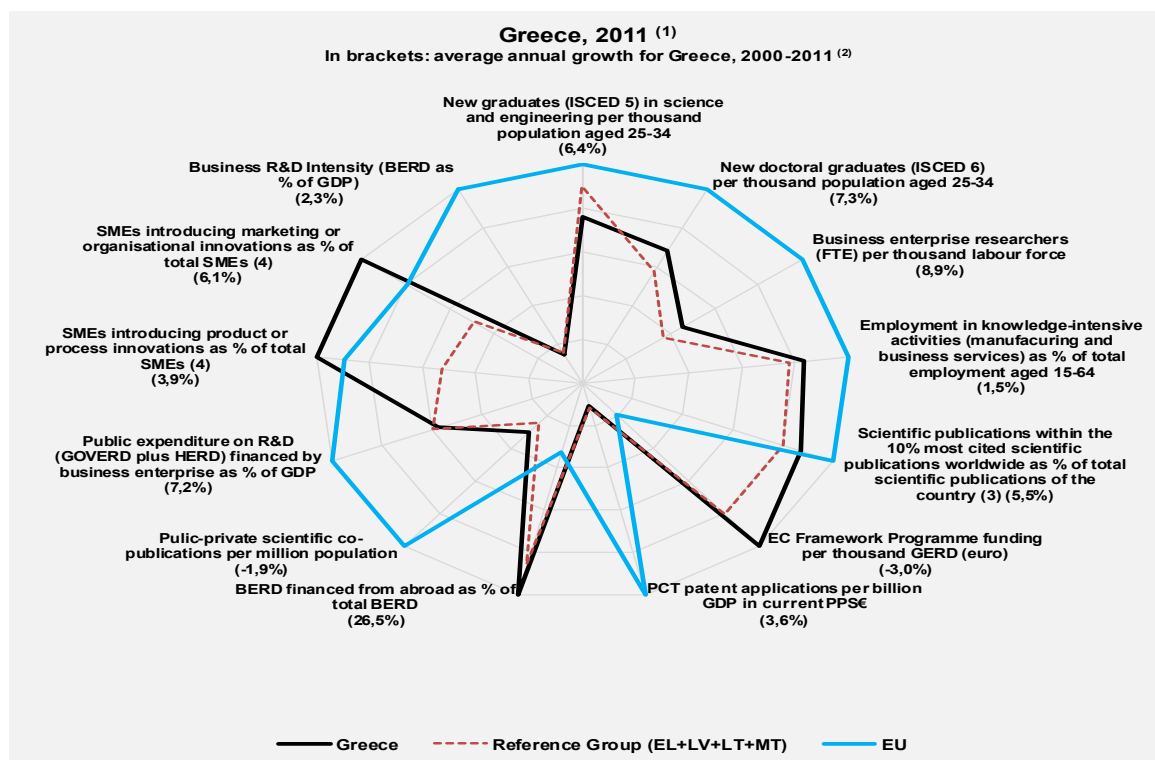 Greece, 2011 (1)
In brackets: average annual growth for Greece, 2000-2011 (2)
New graduates (ISCED 5) in science
and engineering per thousand
population aged 25-34
(6,4%)
New doctoral graduates (ISCED 6)
per thousand population aged 25-34
(7,3%)
Business enterprise researchers
(FTE) per thousand labour force
(8,9%)
Employment in knowledge-intensive
activities (manufacuring and
business services) as % of total
employment aged 15-64
(1,5%)
Scientific publications within the
10% most cited scientific
publications worldwide as % of total
scientific publications of the
country (3) (5,5%)
EC Framework Programme funding
per thousand GERD (euro)
(-3,0%)
PCT patent applications per billion
GDP in current PPS€
(3,6%)
BERD financed from abroad as % of
total BERD
(26,5%)
Pulic-private scientific co-
publications per million population
(-1,9%)
Public expenditure on R&D
(GOVERD plus HERD) financed by
business enterprise as % of GDP
(7,2%)
SMEs introducing product or
process innovations as % of total
SMEs (4)
(3,9%)
SMEs introducing marketing or
organisational innovations as % of
total SMEs (4)
(6,1%)
Business R&D Intensity (BERD as
% of GDP)
(2,3%)
Greece
Reference Group (EL+LV+LT+MT)
EU